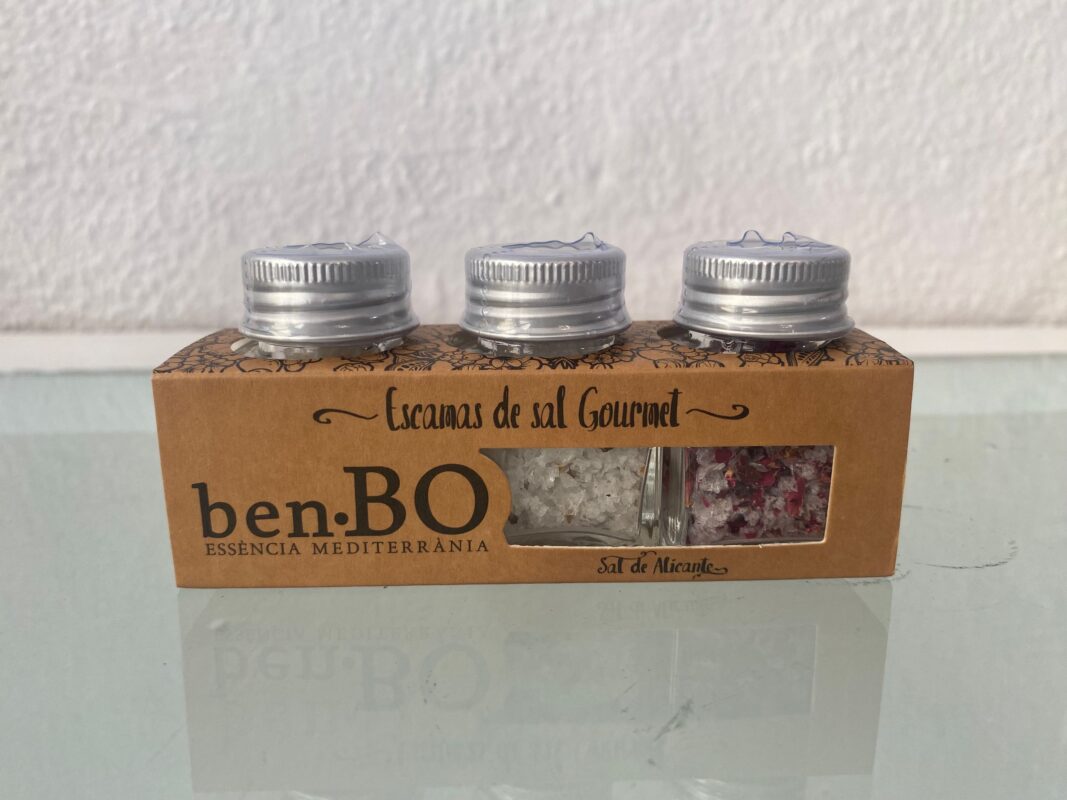 Escamas de sal Gourmet
ben·BO
ESSÈNCIA MEDITERRÀNIA
Sal de Alicante